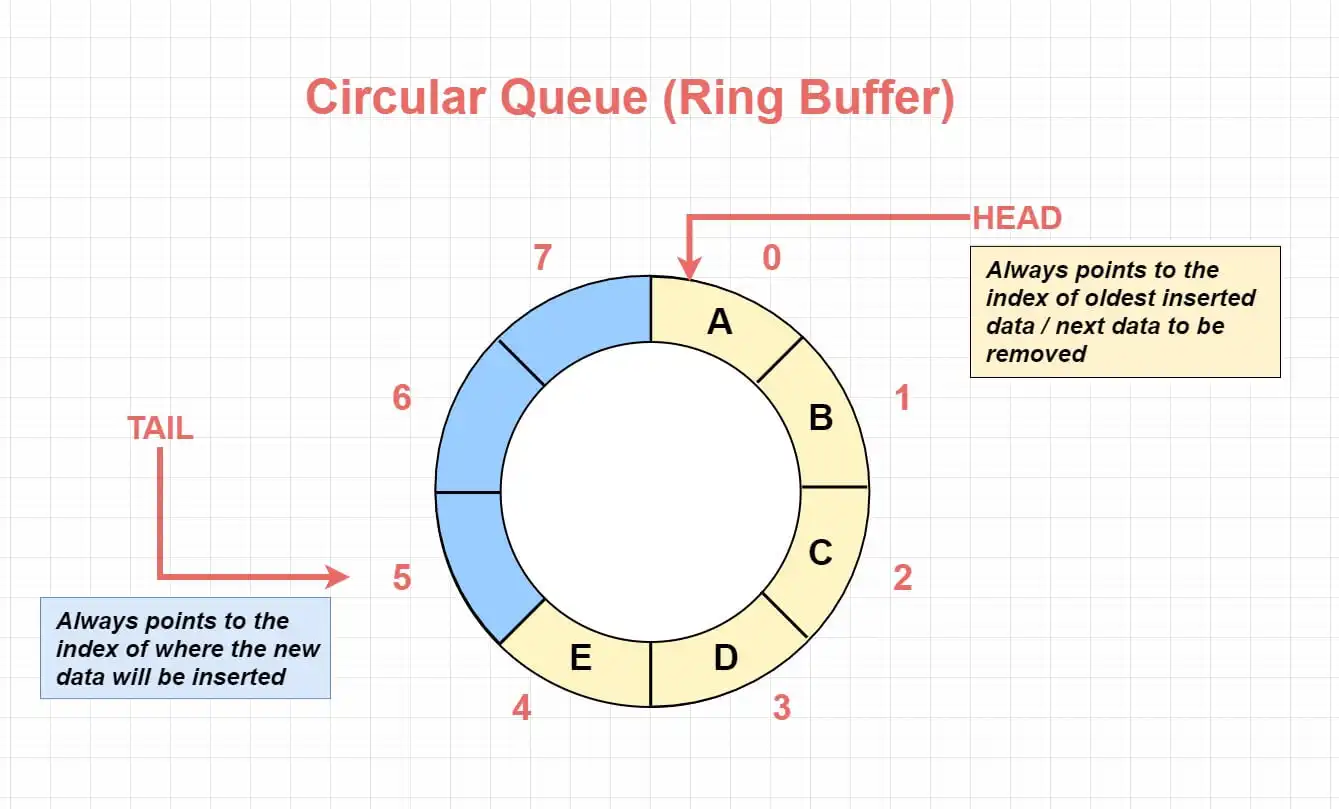 Circular Queue (Ring Buffer)
HEAD
Always points to the
index of oldest inserted
data / next data to be
removed
7
0
A
6
1
B
TAIL
C
5
2
Always points to the
index of where the new
data will be inserted
E
D
4
3